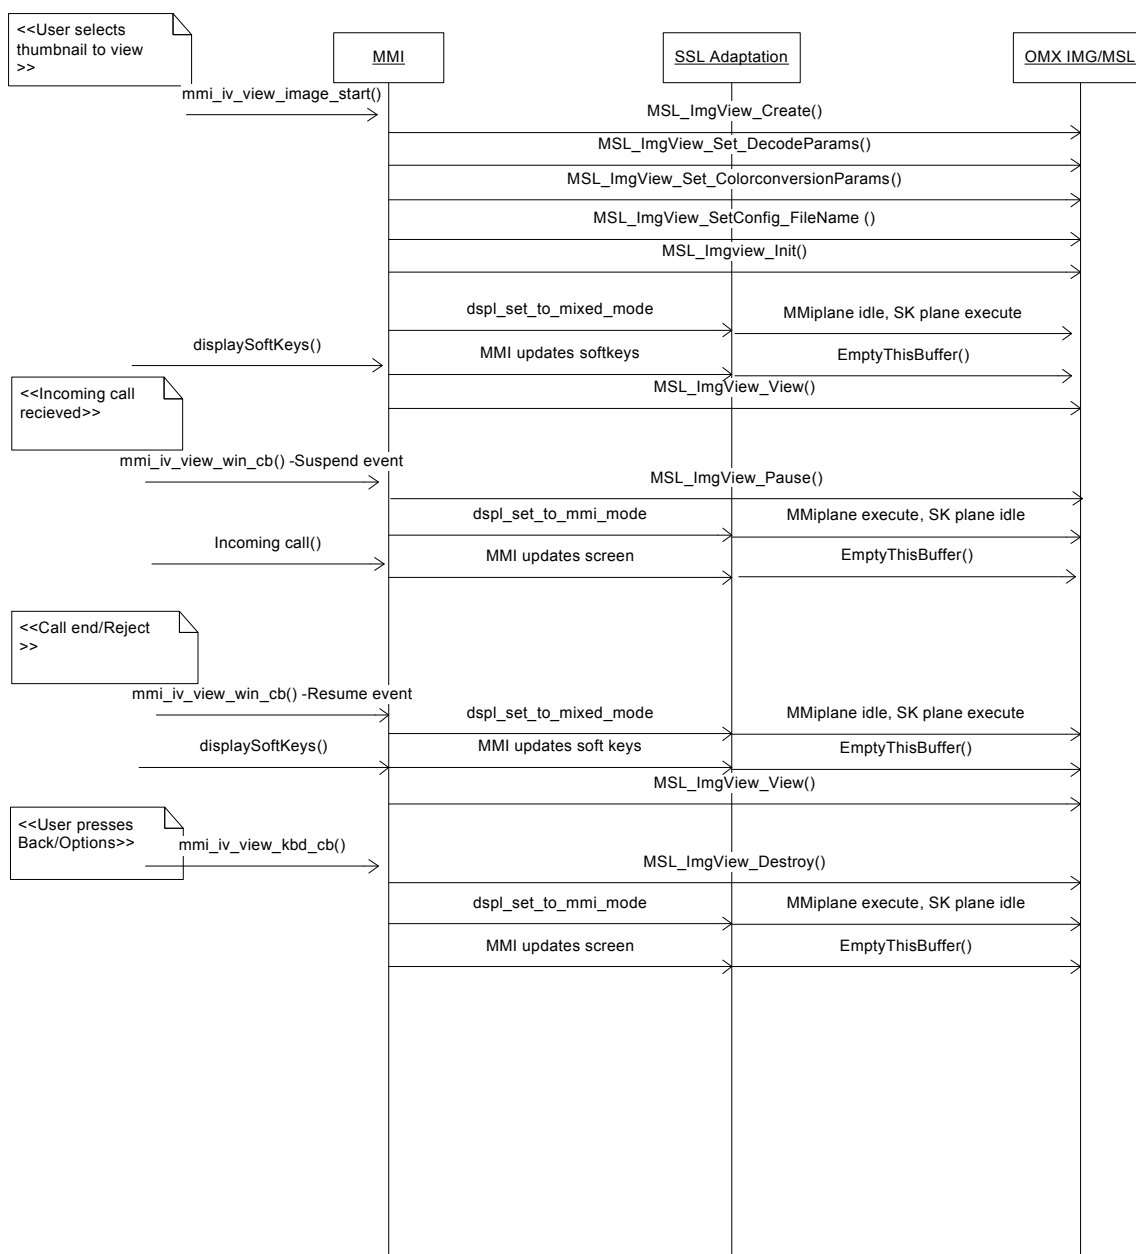 <<User selects
thumbnail to view
>>
MMI
SSL Adaptation
OMX IMG/MSL
mmi_iv_view_image_start()
MSL_ImgView_Create()
MSL_ImgView_Set_DecodeParams()
MSL_ImgView_Set_ColorconversionParams()
MSL_ImgView_SetConfig_FileName ()
MSL_Imgview_Init()
dspl_set_to_mixed_mode
MMiplane idle, SK plane execute
displaySoftKeys()
MMI updates softkeys
EmptyThisBuffer()
<<Incoming call
recieved>>
MSL_ImgView_View()
mmi_iv_view_win_cb() -Suspend event
MSL_ImgView_Pause()
dspl_set_to_mmi_mode
MMiplane execute, SK plane idle
Incoming call()
MMI updates screen
EmptyThisBuffer()
<<Call end/Reject
>>
mmi_iv_view_win_cb() -Resume event
dspl_set_to_mixed_mode
MMiplane idle, SK plane execute
displaySoftKeys()
MMI updates soft keys
EmptyThisBuffer()
MSL_ImgView_View()
<<User presses
Back/Options>>
mmi_iv_view_kbd_cb()
MSL_ImgView_Destroy()
dspl_set_to_mmi_mode
MMiplane execute, SK plane idle
MMI updates screen
EmptyThisBuffer()